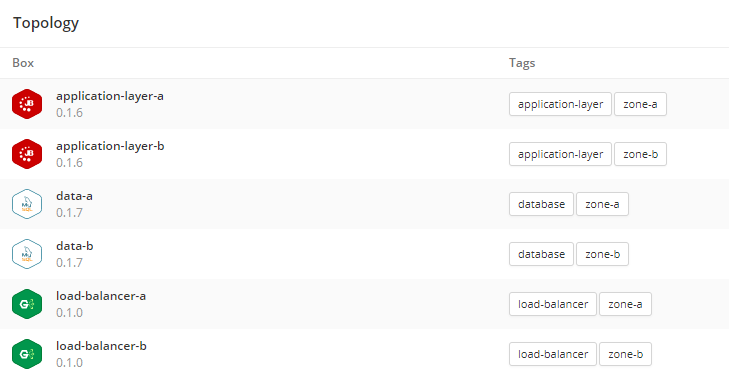 Topology
Box Tags
application-layer-a
0.1.6
application-layer zone-a
application-layer-b
0.1.6
application-layer zone-b
data-a
0.1.7
database zone-a
data-b
0.1.7
database zone-b
load-balancer-a
0.1.0
load-balancer zone-a
load-balancer-b
0.1.0
load-balancer zone-b